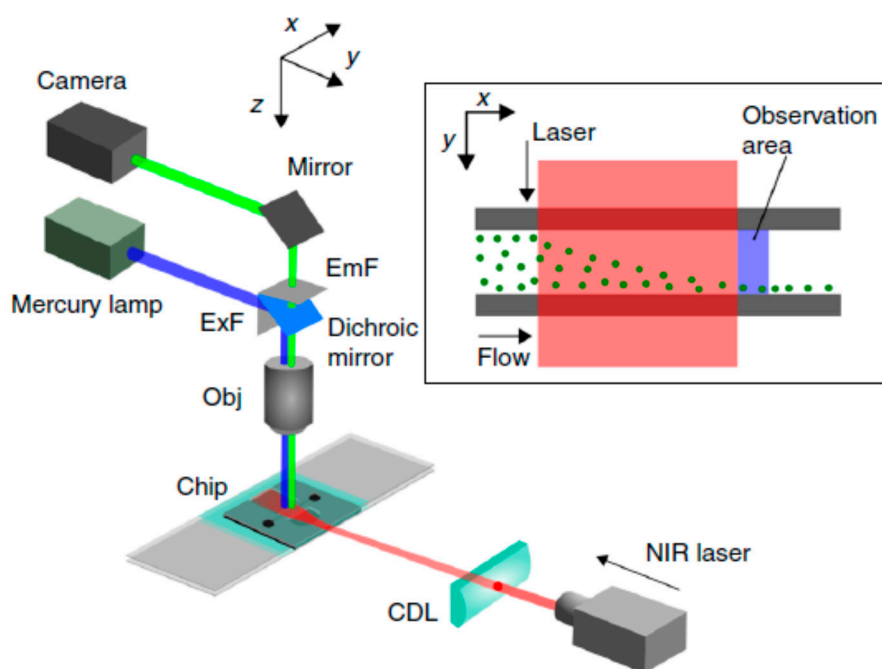 x
y
z
Camera
Mirror
Mercury lamp
EmF
ExF
Dichroic
mirror
Obj
Chip
CDL
NIR laser
x
y
Laser
Observation
area
Flow